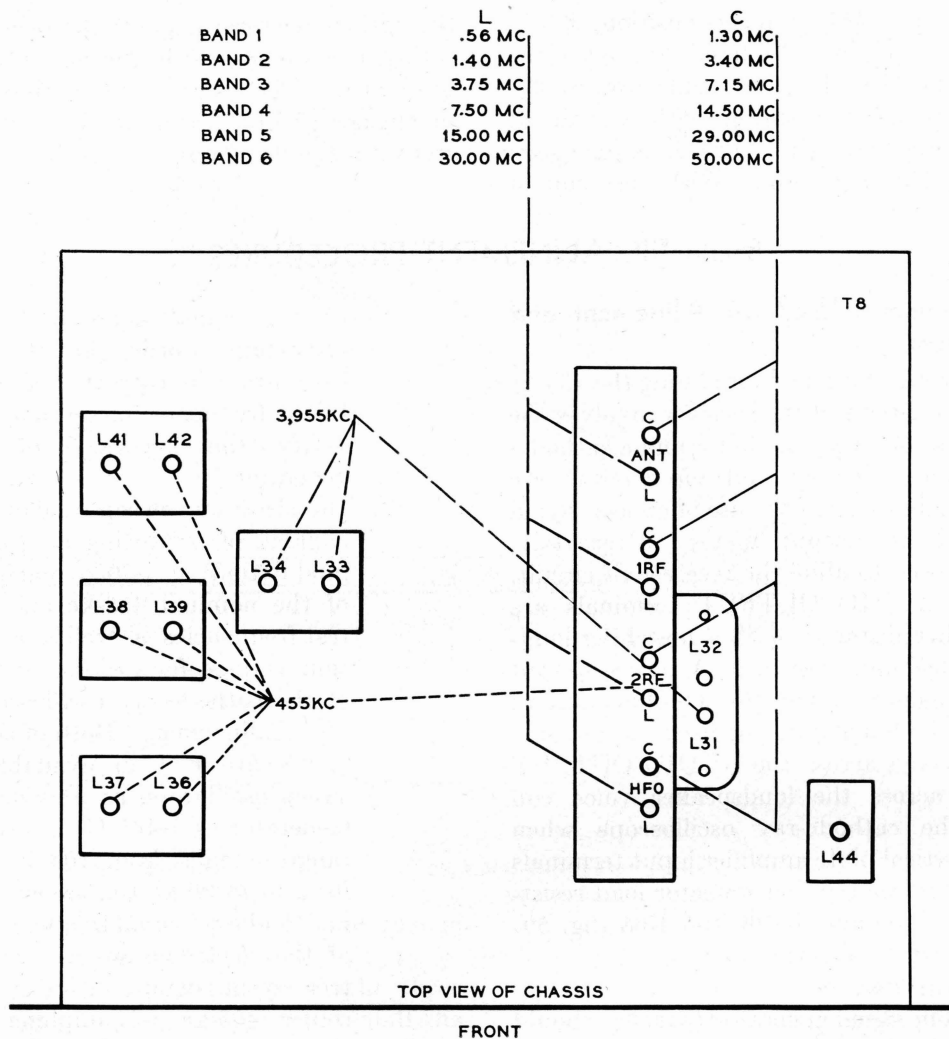 L C
BAND 1 .56 MC 1.30 MC
BAND 2 1.40 MC 3.40 MC
BAND 3 3.75 MC 7.15 MC
BAND 4 7.50 MC 14.50 MC
BAND 5 15.00 MC 29.00 MC
BAND 6 30.00 MC 50.00 MC
T8
3,955KC
C
ANT
L
L41 L42
C
1RF
L
L34 L33
L38 L39
C
2RF
L
L32
L31
455KC
C
HFO
L
L37 L36
L44
TOP VIEW OF CHASSIS
FRONT